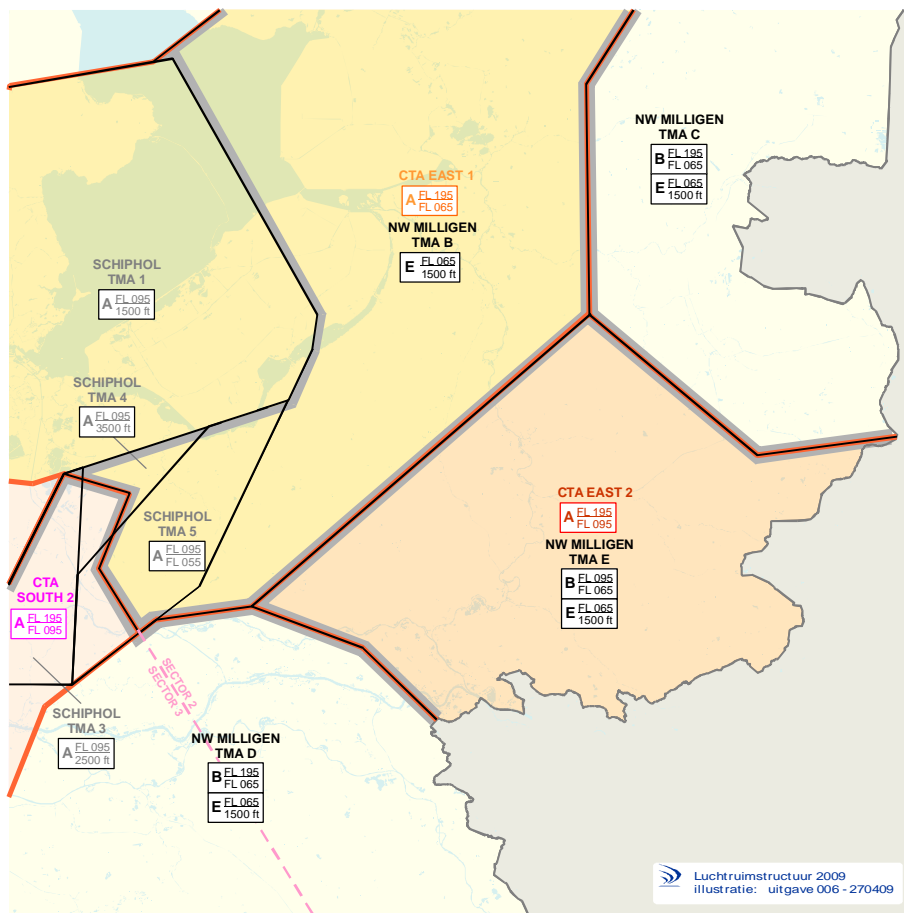 NW MILLIGEN
TMA C
B FL 195
FL 065
E FL 065
1500 ft
CTA EAST 1
A FL 195
FL 065
NW MILLIGEN
TMA B
E FL 065
1500 ft
SCHIPHOL
TMA 1
A FL 095
1500 ft
SCHIPHOL
TMA 4
A FL 095
3500 ft
SCHIPHOL
TMA 5
A FL 095
FL 055
CTA EAST 2
A FL 195
FL 095
NW MILLIGEN
TMA E
B FL 095
FL 065
E FL 065
1500 ft
CTA
SOUTH 2
A FL 195
FL 095
SECTOR 2
SECTOR 3
SCHIPHOL
TMA 3
A FL 095
2500 ft
NW MILLIGEN
TMA D
B FL 195
FL 065
E FL 065
1500 ft
Luchtruimstructuur 2009
illustratie: uitgave 006 - 270409